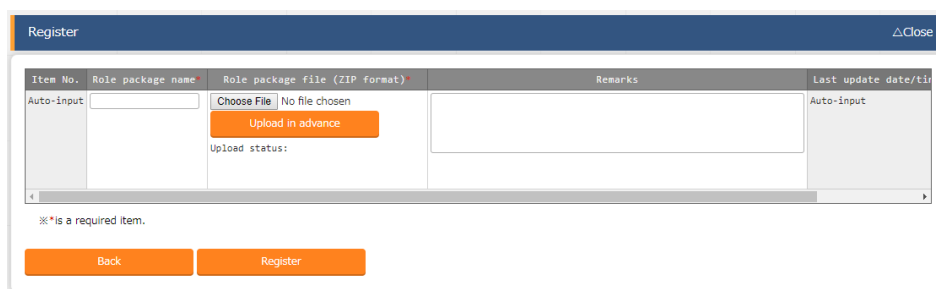 Register △Close
Item No. Role package name* Role package file (ZIP format)* Remarks Last update date/tir
Auto-input Choose File No file chosen Auto-input
Upload in advance
Upload status:
※*is a required item.
Back Register